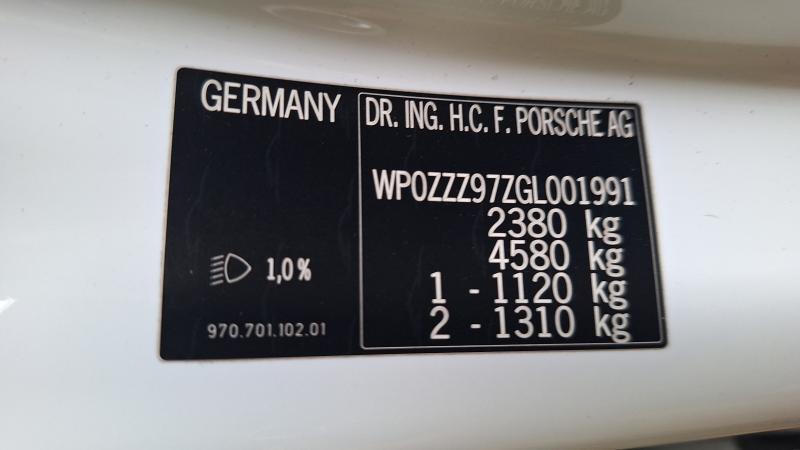 GERMANY
DR. ING. H.C. F. PORSCHE AG
WP0ZZZ97ZGL001991
2380 kg
4580 kg
1 - 1120 kg
2 - 1310 kg
1,0%
970.701.102.01